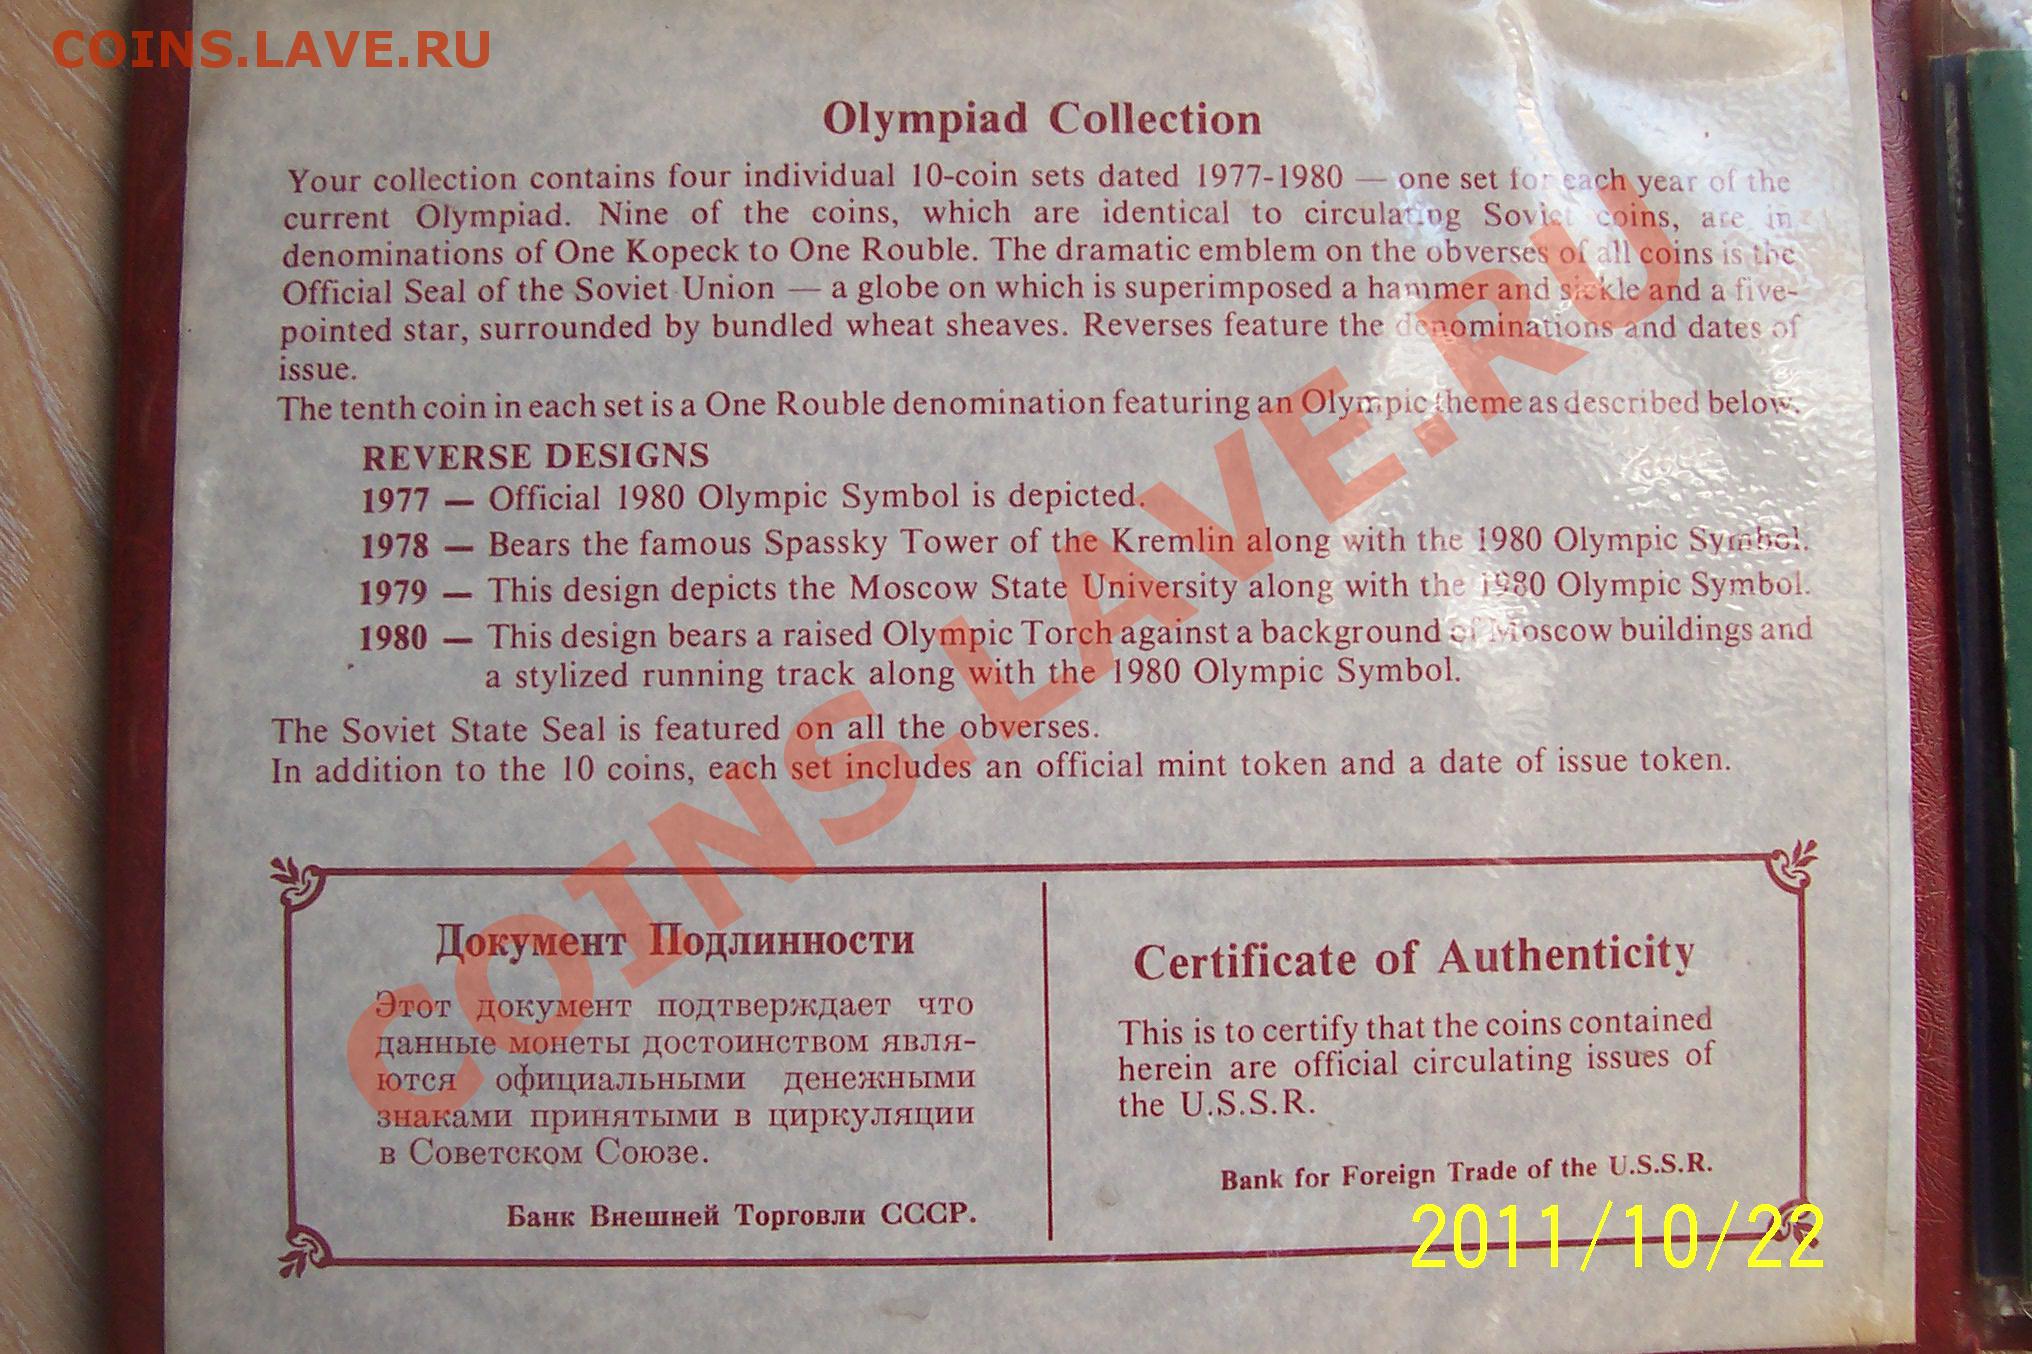 COINS.LAVE.RU
Olympiad Collection
Your collection contains four individual 10-coin sets dated 1977-1980 — one set for each year of the
current Olympiad. Nine of the coins, which are identical to circulating Soviet coins, are in
denominations of One Kopeck to One Rouble. The dramatic emblem on the obverses of all coins is the
Official Seal of the Soviet Union — a globe on which is superimposed a hammer and sickle and a five-
pointed star, surrounded by bundled wheat sheaves. Reverses feature the denominations and dates of
issue.
The tenth coin in each set is a One Rouble denomination featuring an Olympic theme as described below.
REVERSE DESIGNS
1977 — Official 1980 Olympic Symbol is depicted.
1978 — Bears the famous Spassky Tower of the Kremlin along with the 1980 Olympic Symbol.
1979 — This design depicts the Moscow State University along with the 1980 Olympic Symbol.
1980 — This design bears a raised Olympic Torch against a background of Moscow buildings and
a stylized running track along with the 1980 Olympic Symbol.
The Soviet State Seal is featured on all the obverses.
In addition to the 10 coins, each set includes an official mint token and a date of issue token.
COINS.LAVE.RU
Документ Подлинности
Этот документ подтверждает что
данные монеты достоинством явля-
ются официальными денежными
знаками принятыми в циркуляции
в Советском Союзе.
Банк Внешней Торговли СССР.
Certificate of Authenticity
This is to certify that the coins contained
herein are official circulating issues of
the U.S.S.R.
Bank for Foreign Trade of the U.S.S.R.
2011/10/22